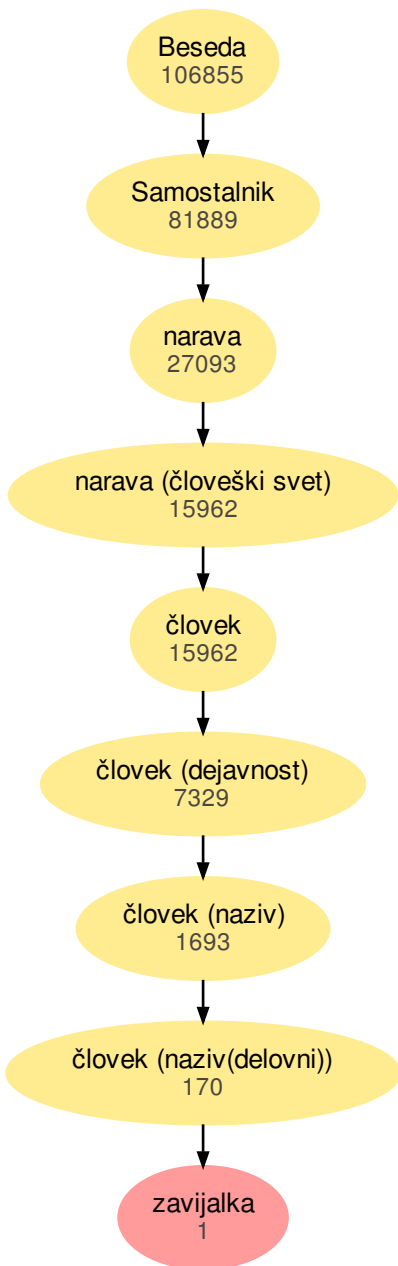 Beseda
106855
Samostalnik
81889
narava
27093
narava (človeški svet)
15962
človek
15962
človek (dejavnost)
7329
človek (naziv)
1693
človek (naziv(delovni))
170
zavijalka
1